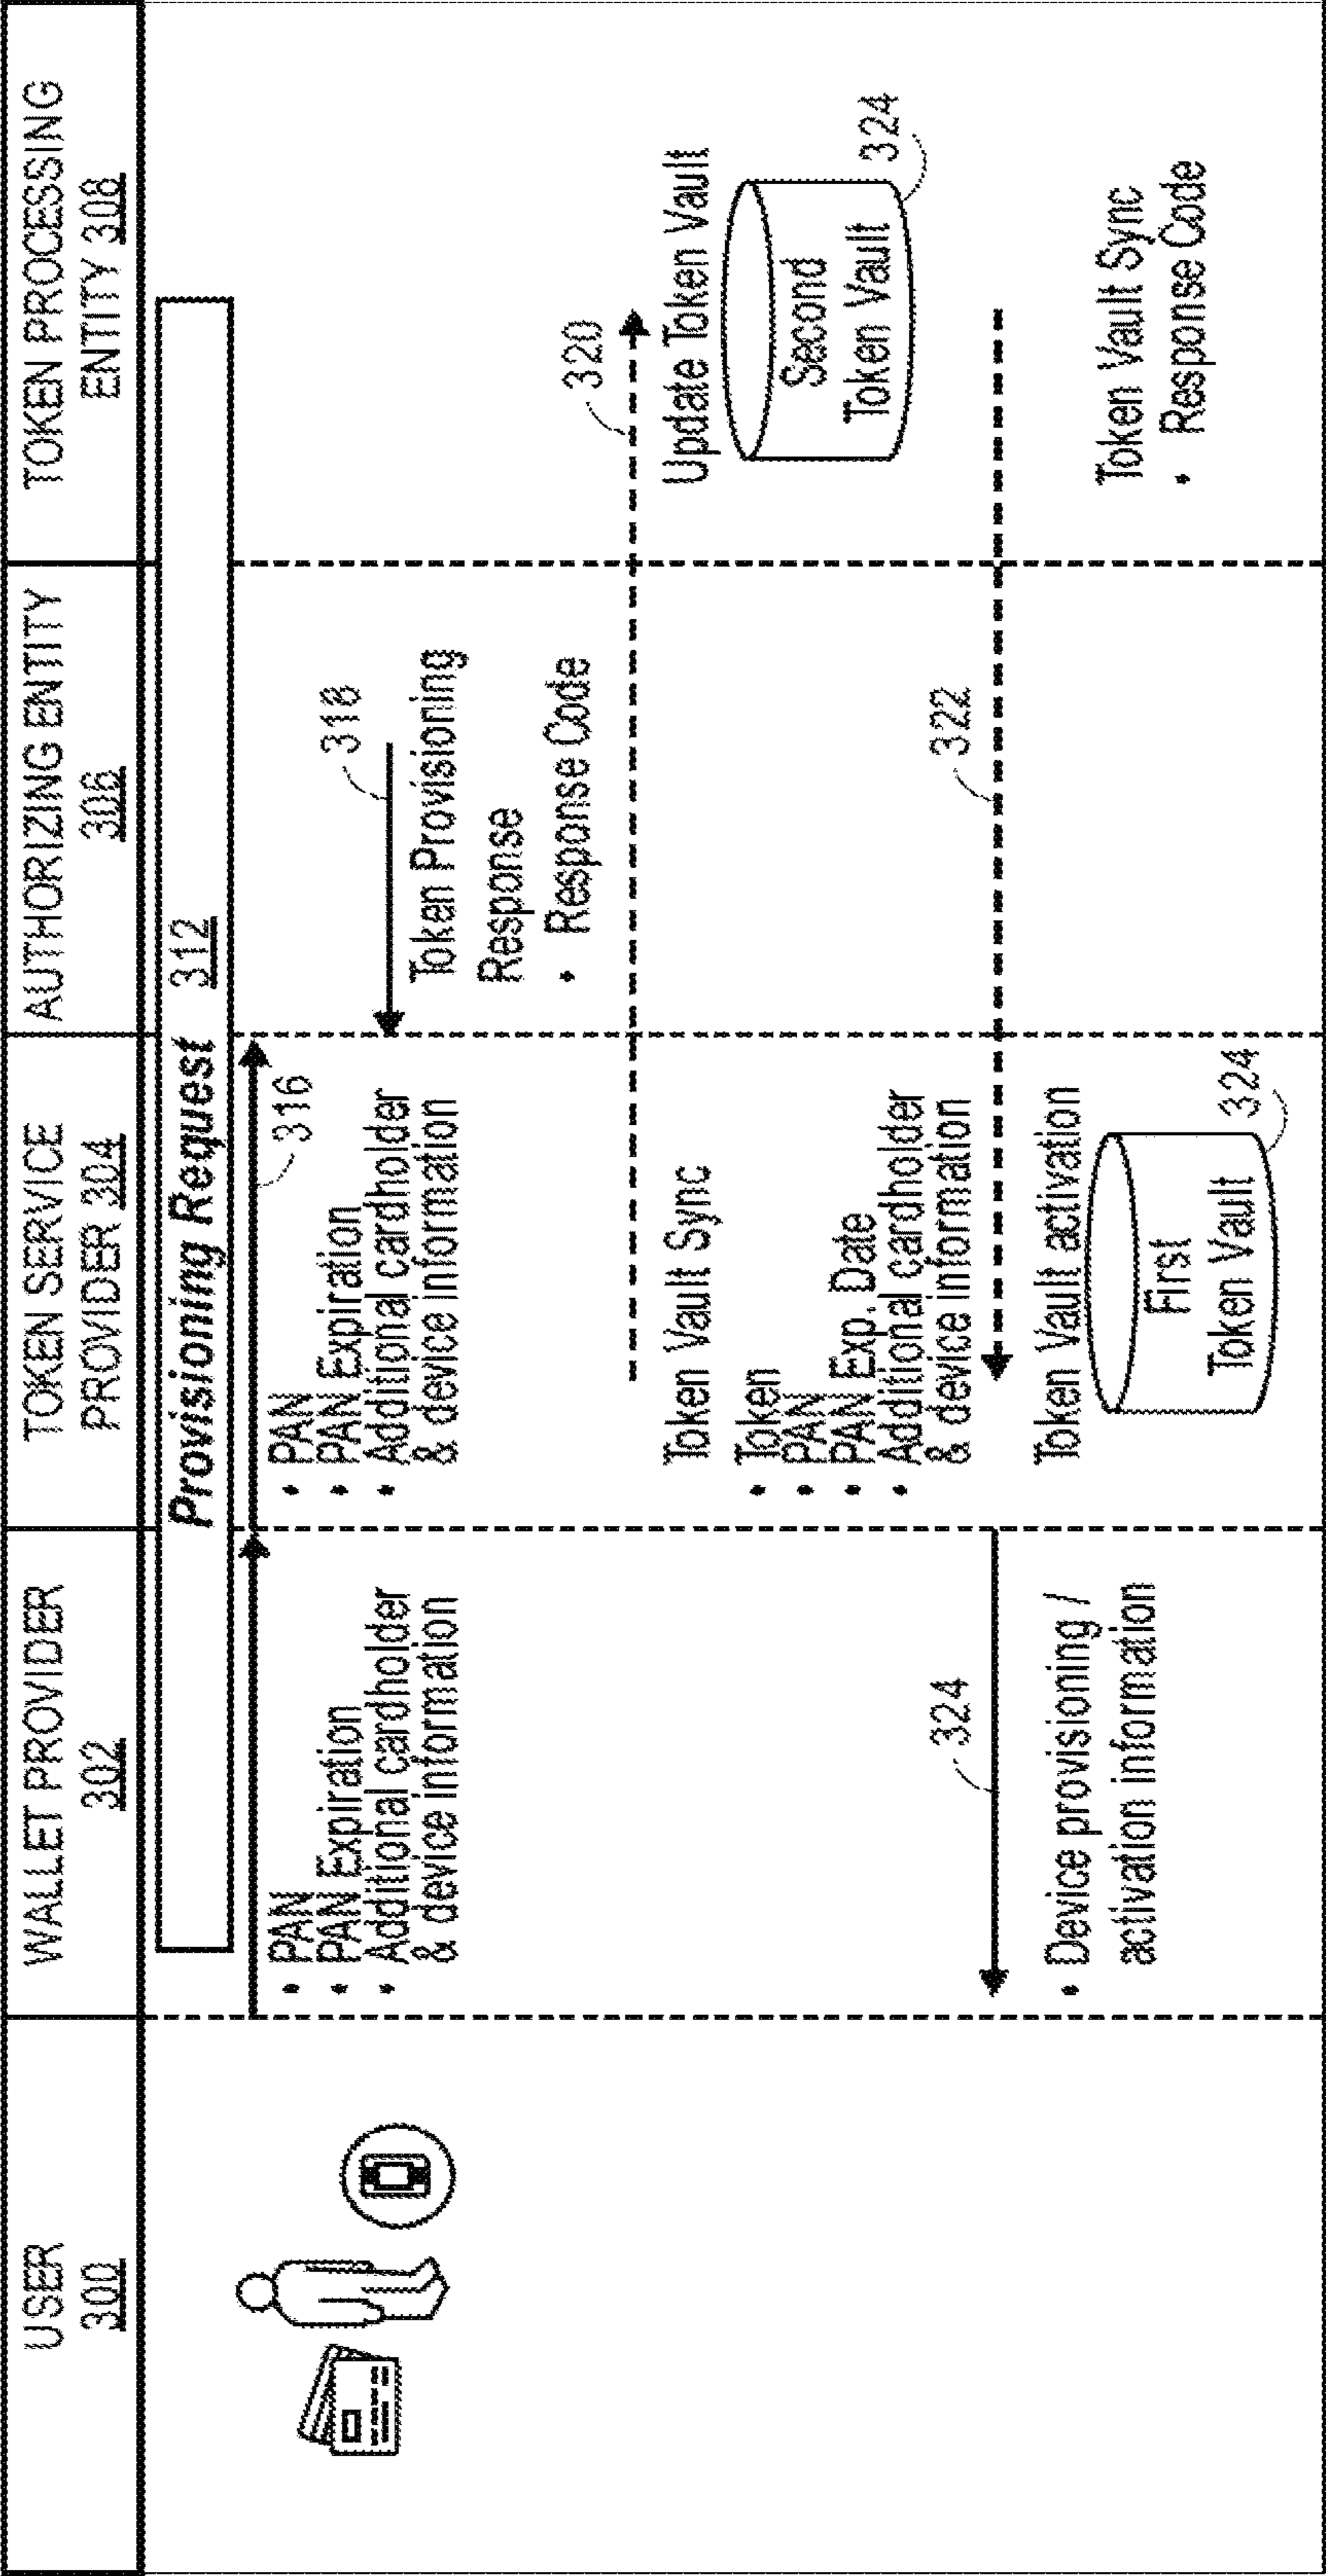 USER
300
WALLET PROVIDER
302
TOKEN SERVICE
PROVIDER 304
AUTHORIZING ENTITY
306
TOKEN PROCESSING
ENTITY 308
Provisioning Request 312
• PAN
• PAN Expiration
• Additional cardholder
& device information
316
• PAN
• PAN Expiration
• Additional cardholder
& device information
318
Token Provisioning
Response
• Response Code
320
Token Vault Sync
• Token
• PAN
• PAN Exp. Date
• Additional cardholder
& device information
Update Token Vault
Second
Token Vault
324
322
324
• Device provisioning /
activation information
Token Vault activation
First
Token Vault
324
Token Vault Sync
• Response Code